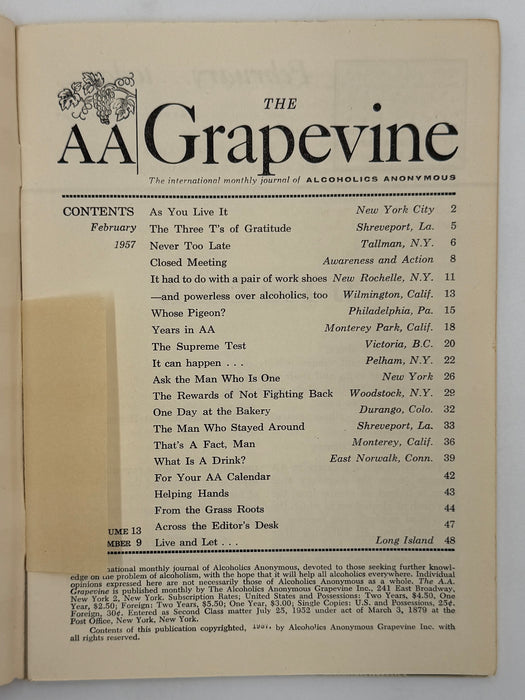 THE
AA Grapevine
The international monthly journal of ALCOHOLICS ANONYMOUS
CONTENTS
February
1957
As You Live It New York City 2
The Three T's of Gratitude Shreveport, La. 5
Never Too Late Tallman, N.Y. 6
Closed Meeting Awareness and Action 8
It had to do with a pair of work shoes New Rochelle, N.Y. 11
—and powerless over alcoholics, too Wilmington, Calif. 13
Whose Pigeon? Philadelphia, Pa. 15
Years in AA Monterey Park, Calif. 18
The Supreme Test Victoria, B.C. 20
It can happen . . . Pelham, N.Y. 22
Ask the Man Who Is One New York 26
The Rewards of Not Fighting Back Woodstock, N.Y. 29
One Day at the Bakery Durango, Colo. 32
The Man Who Stayed Around Shreveport, La. 33
That's A Fact, Man Monterey, Calif. 36
What Is A Drink? East Norwalk, Conn. 39
For Your AA Calendar 42
Helping Hands 43
From the Grass Roots 44
UME 13 Across the Editor's Desk 47
MBER 9 Live and Let . . . Long Island 48
national monthly journal of Alcoholics Anonymous, devoted to those seeking further knowl-
edge on the problem of alcoholism, with the hope that it will help all alcoholics everywhere. Individual
opinions expressed here are not necessarily those of Alcoholics Anonymous as a whole. The A.A.
Grapevine is published monthly by The Alcoholics Anonymous Grapevine Inc., 241 East Broadway,
New York 2, New York. Subscription Rates; United States and Possessions: Two Years, $4.50, One
Year, $2.50; Foreign: Two Years, $5.50; One Year, $3.00; Single Copies: U.S. and Possessions, 25¢.
Foreign, 30¢. Entered as Second Class matter July 25, 1952 under act of March 3, 1879 at the
Post Office, New York, New York.
Contents of this publication copyrighted, 1957, by Alcoholics Anonymous Grapevine Inc. with
all rights reserved.